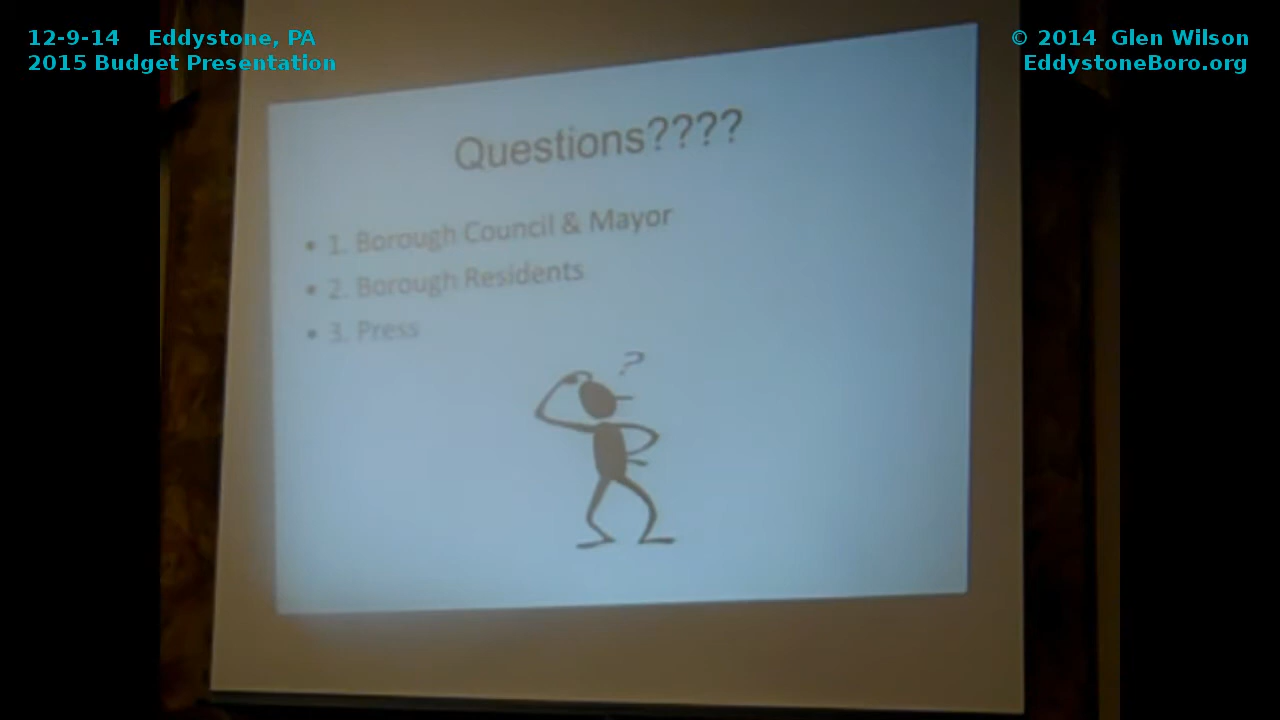 12-9-14 Eddystone, PA
2015 Budget Presentation
© 2014 Glen Wilson
EddystoneBoro.org
Questions????
• 1. Borough Council & Mayor
• 2. Borough Residents
• 3. Press
?